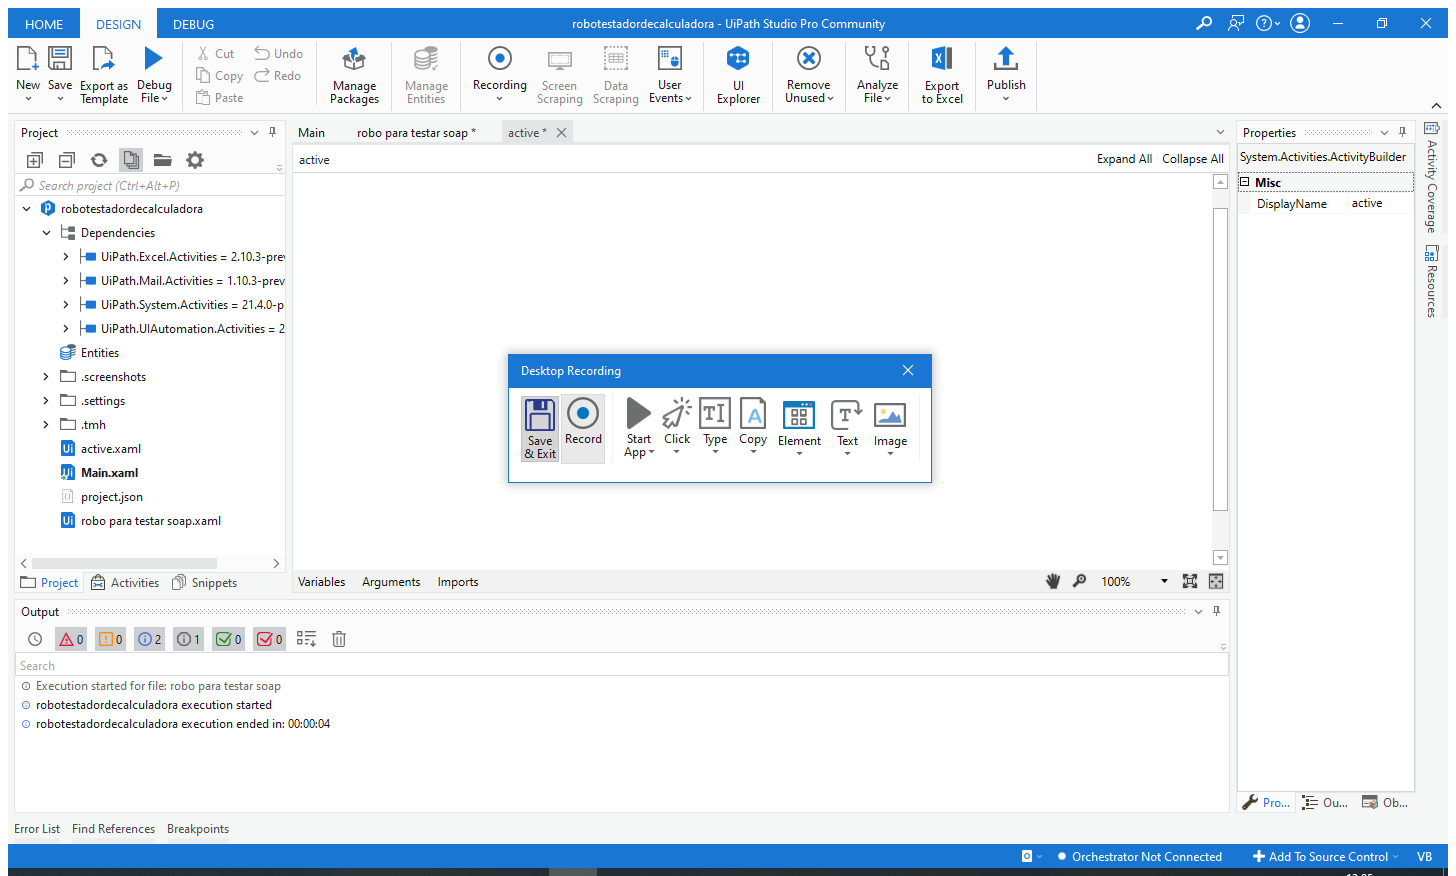 HOME DESIGN DEBUG robotestadordecalculadora - UiPath Studio Pro Community
New Save Export as Template Debug File
Cut Undo
Copy Redo
Paste
Manage Packages Manage Entities Recording Screen Scraping Data Scraping User Events UI Explorer Remove Unused Analyze File Export to Excel Publish
Project
Search project (Ctrl+Alt+P)
robotestadordecalculadora
Dependencies
UiPath.Excel.Activities = 2.10.3-prev
UiPath.Mail.Activities = 1.10.3-prev
UiPath.System.Activities = 21.4.0-p
UiPath.UIAutomation.Activities = 2
Entities
.screenshots
.settings
.tmh
active.xaml
Main.xaml
project.json
robo para testar soap.xaml
Project Activities Snippets
Main robo para testar soap * active *
active Expand All Collapse All
Desktop Recording
Save & Exit Record Start App Click Type Copy Element Text Image
Variables Arguments Imports 100%
Properties
System.Activities.ActivityBuilder
Misc
DisplayName active
Pro... Ou... Ob...
Activity Coverage
Resources
Output
0 0 2 1 0 0
Search
Execution started for file: robo para testar soap
robotestadordecalculadora execution started
robotestadordecalculadora execution ended in: 00:00:04
Error List Find References Breakpoints
Orchestrator Not Connected Add To Source Control VB